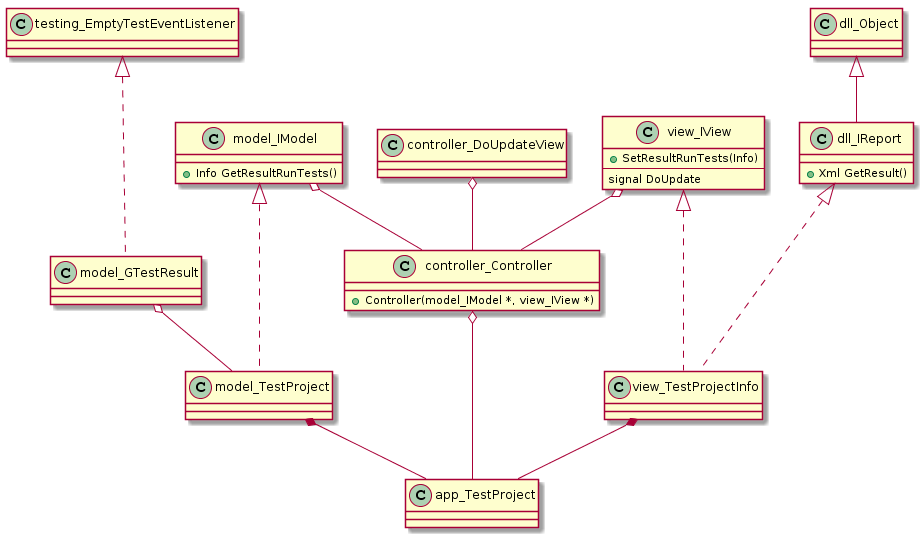 C testing_EmptyTestEventListener
C dll_Object
C model_IModel
Info GetResultRunTests()
C controller_DoUpdateView
C view_IView
SetResultRunTests(Info)
signal DoUpdate
C dll_IReport
Xml GetResult()
C model_GTestResult
C controller_Controller
Controller(model_IModel *, view_IView *)
C model_TestProject
C view_TestProjectInfo
C app_TestProject